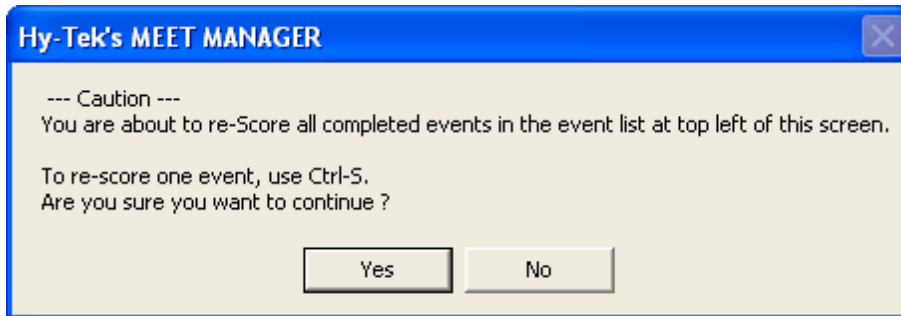 Hy-Tek's MEET MANAGER
--- Caution ---
You are about to re-Score all completed events in the event list at top left of this screen.
To re-score one event, use Ctrl-S.
Are you sure you want to continue ?
Yes No